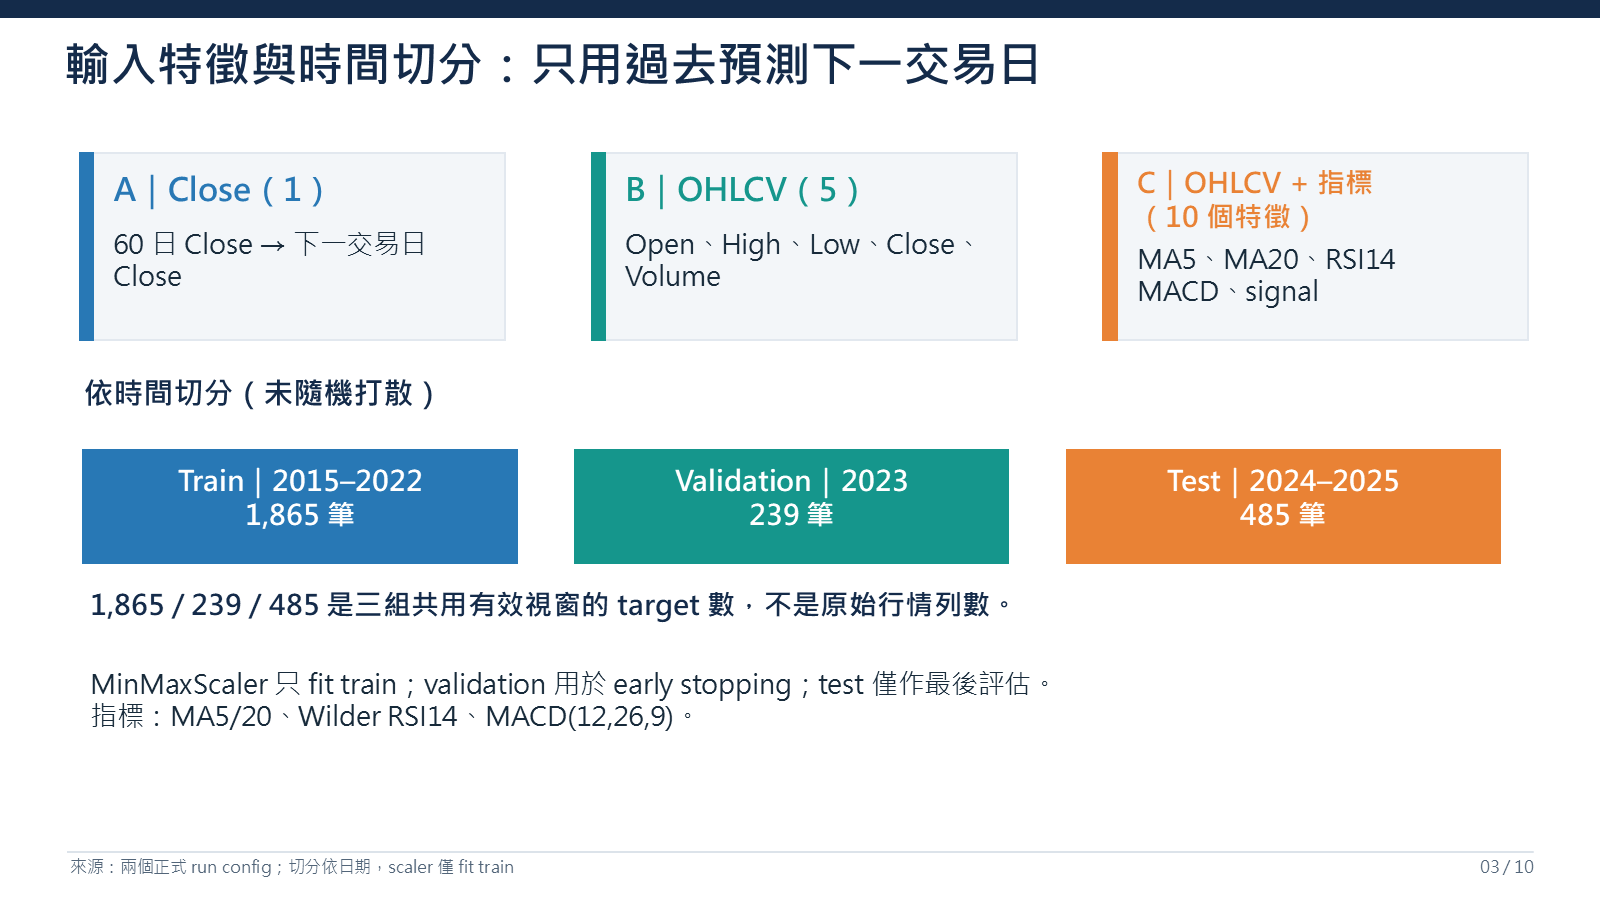 輸入特徵與時間切分：只用過去預測下一交易日
A｜Close（1）
60 日 Close → 下一交易日
Close
B｜OHLCV（5）
Open、High、Low、Close、
Volume
C｜OHLCV + 指標
（10 個特徵）
MA5、MA20、RSI14
MACD、signal
依時間切分（未隨機打散）
Train｜2015–2022
1,865 筆
Validation｜2023
239 筆
Test｜2024–2025
485 筆
1,865 / 239 / 485 是三組共用有效視窗的 target 數，不是原始行情列數。
MinMaxScaler 只 fit train；validation 用於 early stopping；test 僅作最後評估。
指標：MA5/20、Wilder RSI14、MACD(12,26,9)。
來源：兩個正式 run config；切分依日期，scaler 僅 fit train
03 / 10